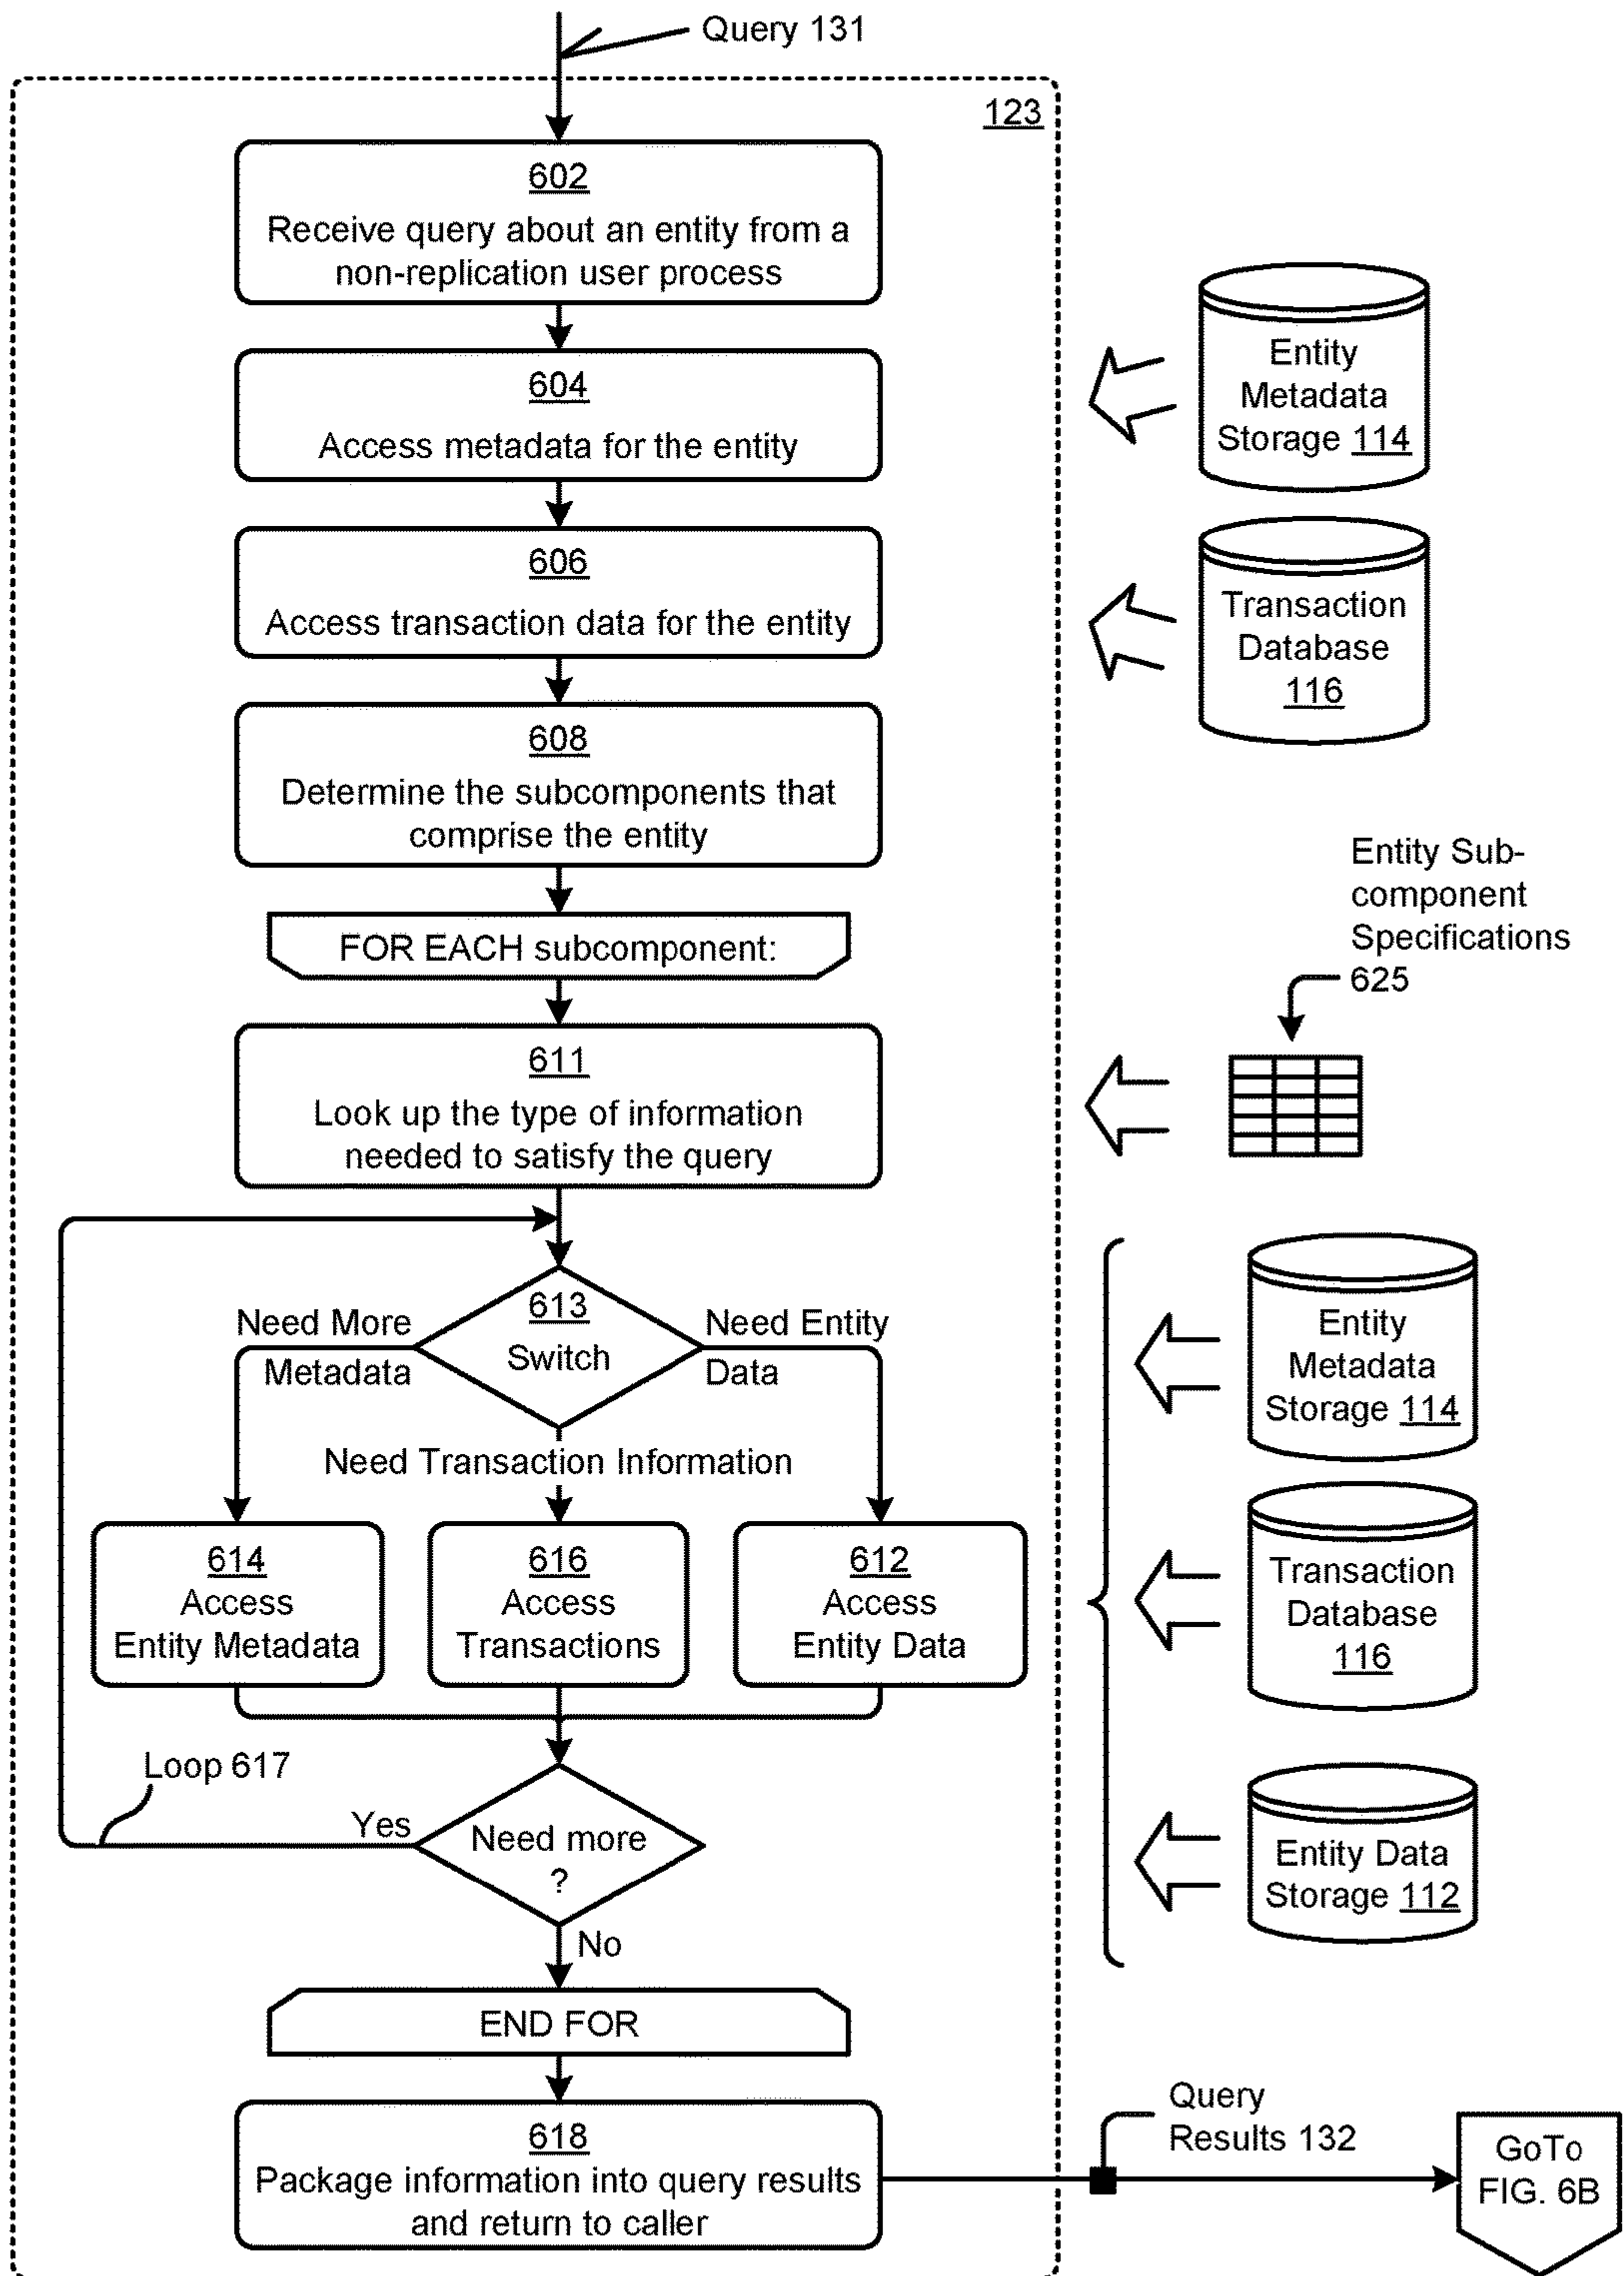 Query 131
123
602
Receive query about an entity from a
non-replication user process
604
Access metadata for the entity
606
Access transaction data for the entity
608
Determine the subcomponents that
comprise the entity
FOR EACH subcomponent:
611
Look up the type of information
needed to satisfy the query
613
Switch
Need More
Metadata
Need Entity
Data
Need Transaction Information
614
Access
Entity Metadata
616
Access
Transactions
612
Access
Entity Data
Loop 617
Yes
Need more
?
No
END FOR
618
Package information into query results
and return to caller
Entity
Metadata
Storage 114
Transaction
Database
116
Entity Sub-
component
Specifications
625
Entity
Metadata
Storage 114
Transaction
Database
116
Entity Data
Storage 112
Query
Results 132
GoTo
FIG. 6B